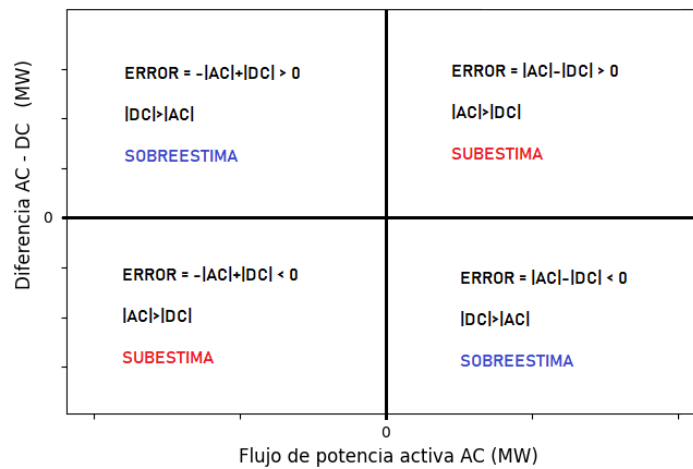 Diferencia AC - DC (MW)
ERROR = -|AC|+|DC| > 0
|DC|>|AC|
SOBREESTIMA
ERROR = |AC|-|DC| > 0
|AC|>|DC|
SUBESTIMA
0
ERROR = -|AC|+|DC| < 0
|AC|>|DC|
SUBESTIMA
ERROR = |AC|-|DC| < 0
|DC|>|AC|
SOBREESTIMA
0
Flujo de potencia activa AC (MW)